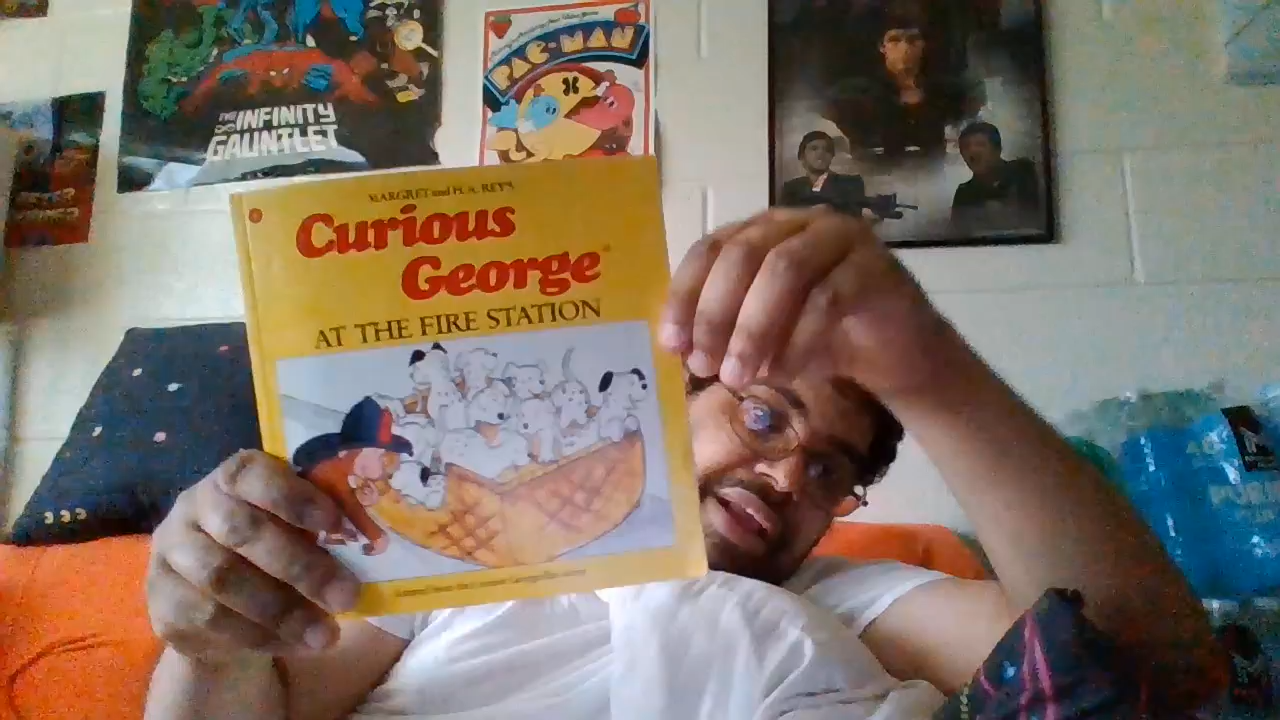 THE INFINITY
GAUNTLET
PAC-MAN
MARGRET and H. A. REY'S
Curious
George
AT THE FIRE STATION